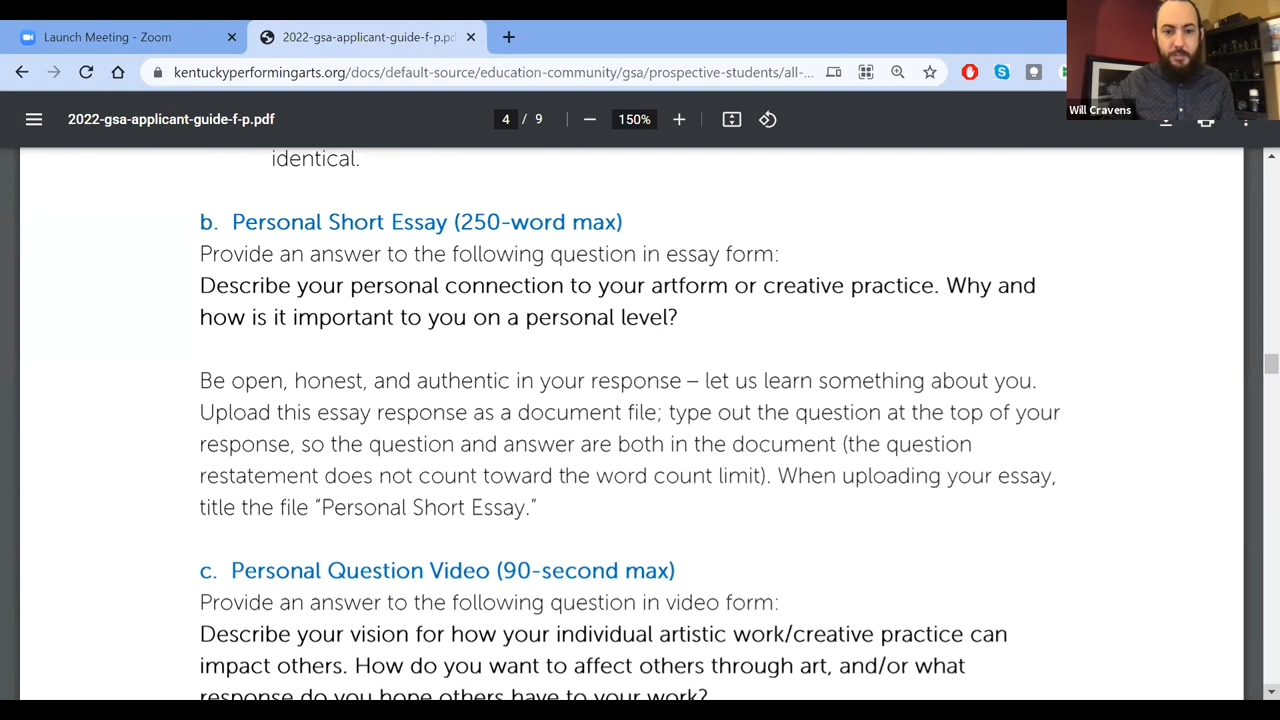 Launch Meeting - Zoom
2022-gsa-applicant-guide-f-p.pd
kentuckyperformingarts.org/docs/default-source/education-community/gsa/prospective-students/all-...
Will Cravens
2022-gsa-applicant-guide-f-p.pdf
4 / 9
150%
identical.
b. Personal Short Essay (250-word max)
Provide an answer to the following question in essay form:
Describe your personal connection to your artform or creative practice. Why and
how is it important to you on a personal level?
Be open, honest, and authentic in your response – let us learn something about you.
Upload this essay response as a document file; type out the question at the top of your
response, so the question and answer are both in the document (the question
restatement does not count toward the word count limit). When uploading your essay,
title the file “Personal Short Essay.”
c. Personal Question Video (90-second max)
Provide an answer to the following question in video form:
Describe your vision for how your individual artistic work/creative practice can
impact others. How do you want to affect others through art, and/or what
response do you hope others have to your work?